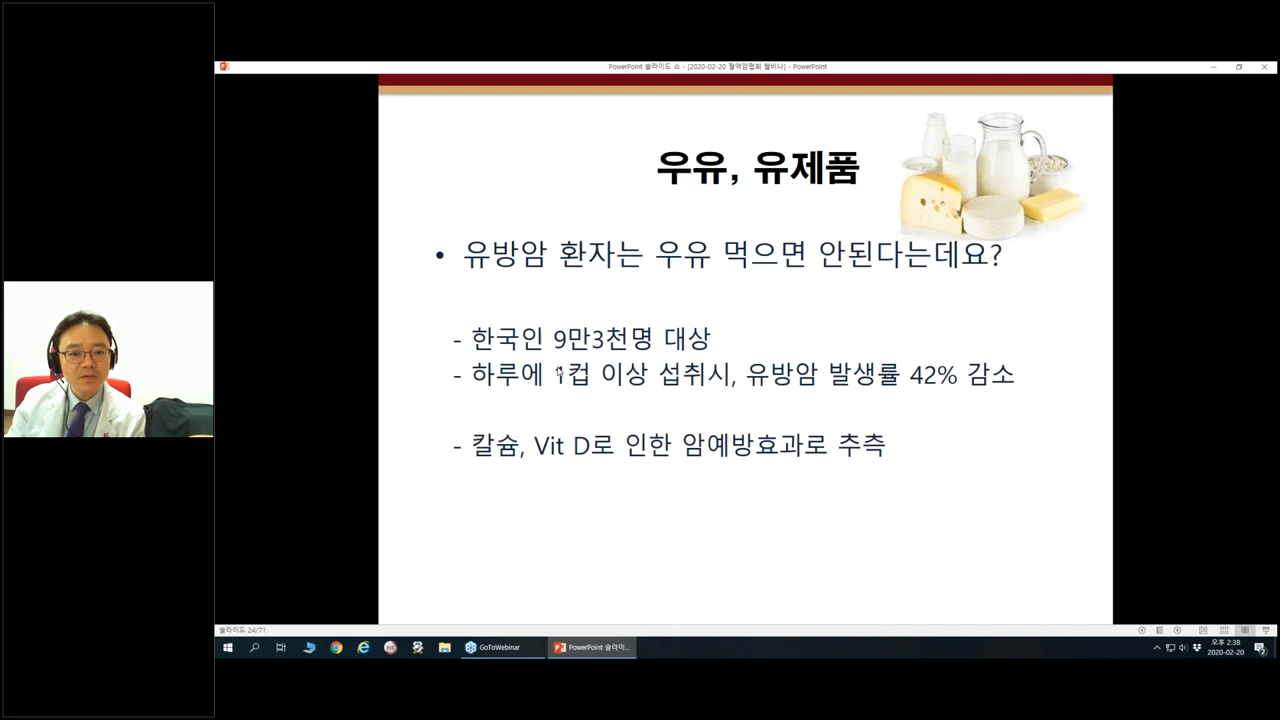 PowerPoint 슬라이드 쇼 - [2020-02-20 혈액암협회 웹비나] - PowerPoint
우유, 유제품
• 유방암 환자는 우유 먹으면 안된다는데요?
- 한국인 9만3천명 대상
- 하루에 1컵 이상 섭취시, 유방암 발생률 42% 감소
- 칼슘, Vit D로 인한 암예방효과로 추측
슬라이드 24/71
GoToWebinar
PowerPoint 슬라이...
오후 2:38
2020-02-20